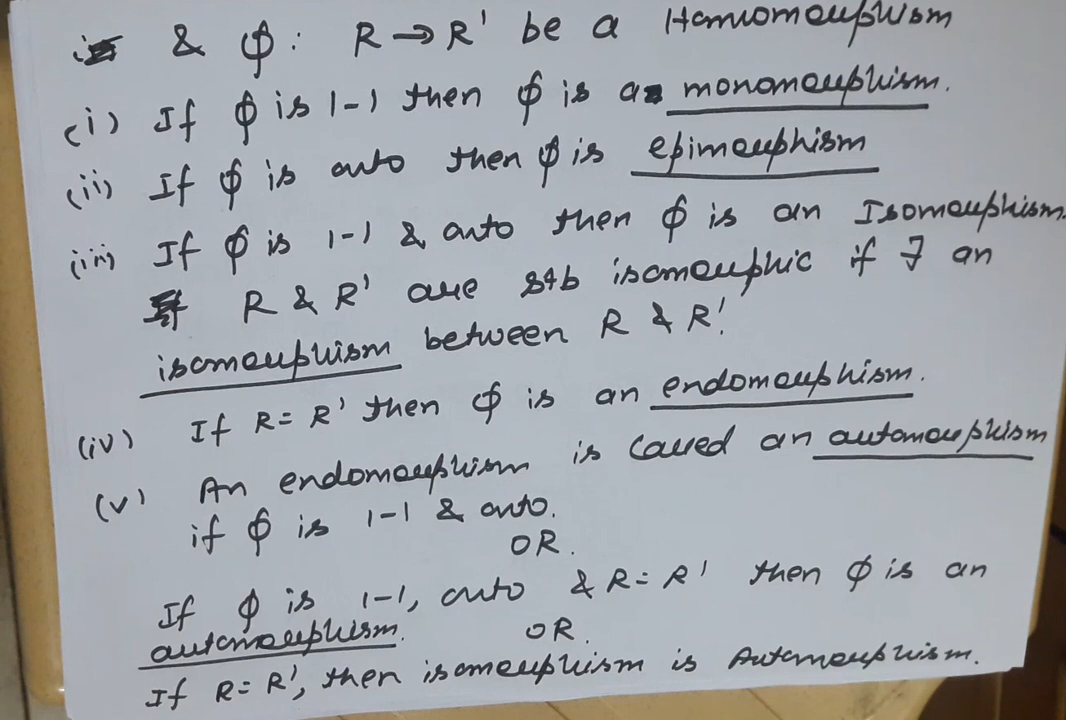 & ϕ: R → R' be a Homomorphism
(i) If ϕ is 1-1 then ϕ is a monomorphism.
(ii) If ϕ is onto then ϕ is epimorphism
(iii) If ϕ is 1-1 & onto then ϕ is an Isomorphism.
R & R' are stb isomorphic if ∃ an
isomorphism between R & R'.
(iv) If R = R' then ϕ is an endomorphism.
(v) An endomorphism is called an automorphism
if ϕ is 1-1 & onto.
OR.
If ϕ is 1-1, onto & R = R' then ϕ is an
automorphism.
OR.
If R = R', then isomorphism is Automorphism.